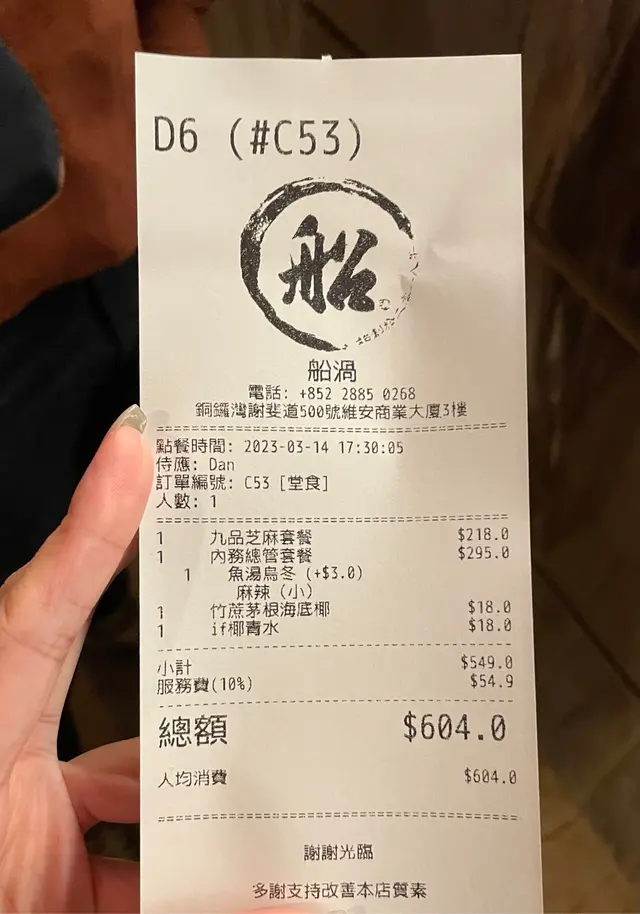 D6 (#C53)
船
船渦
電話: +852 2885 0268
銅鑼灣謝斐道500號維安商業大廈3樓
點餐時間: 2023-03-14 17:30:05
侍應: Dan
訂單編號: C53 [堂食]
人數: 1
1 九品芝麻套餐 $218.0
1 內務總管套餐 $295.0
1 魚湯烏冬 (+$3.0)
麻辣 (小)
1 竹蔗茅根海底椰 $18.0
1 if椰青水 $18.0
小計 $549.0
服務費(10%) $54.9
總額 $604.0
人均消費 $604.0
謝謝光臨
多謝支持改善本店質素